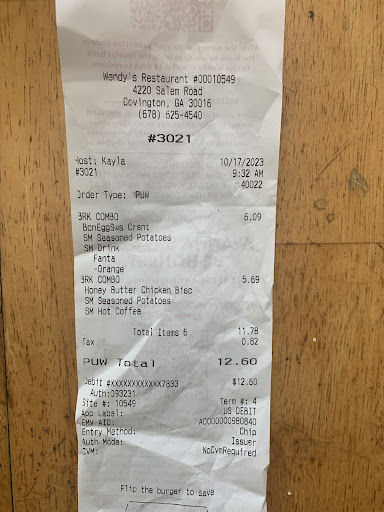 Wendy's Restaurant #00010549
4220 Salem Road
Covington, GA 30016
(678) 625-4540
#3021
Host: Kayla 10/17/2023
#3021 9:32 AM
40022
Order Type: PUW
BRK COMBO 6.09
BcnEggSws Crsnt
SM Seasoned Potatoes
SM Drink
Fanta
-Orange
BRK COMBO 5.69
Honey Butter Chicken Bisc
SM Seasoned Potatoes
SM Hot Coffee
Total Items 6 11.78
Tax 0.82
PUW Total 12.60
Debit #XXXXXXXXXXXX7833 $12.60
Auth:093231
Site #: 10549 Term #: 4
App Label: US DEBIT
EMV AID: A0000000980840
Entry Method: Chip
Auth Mode: Issuer
CVM: NoCvmRequired
Flip the burger to save